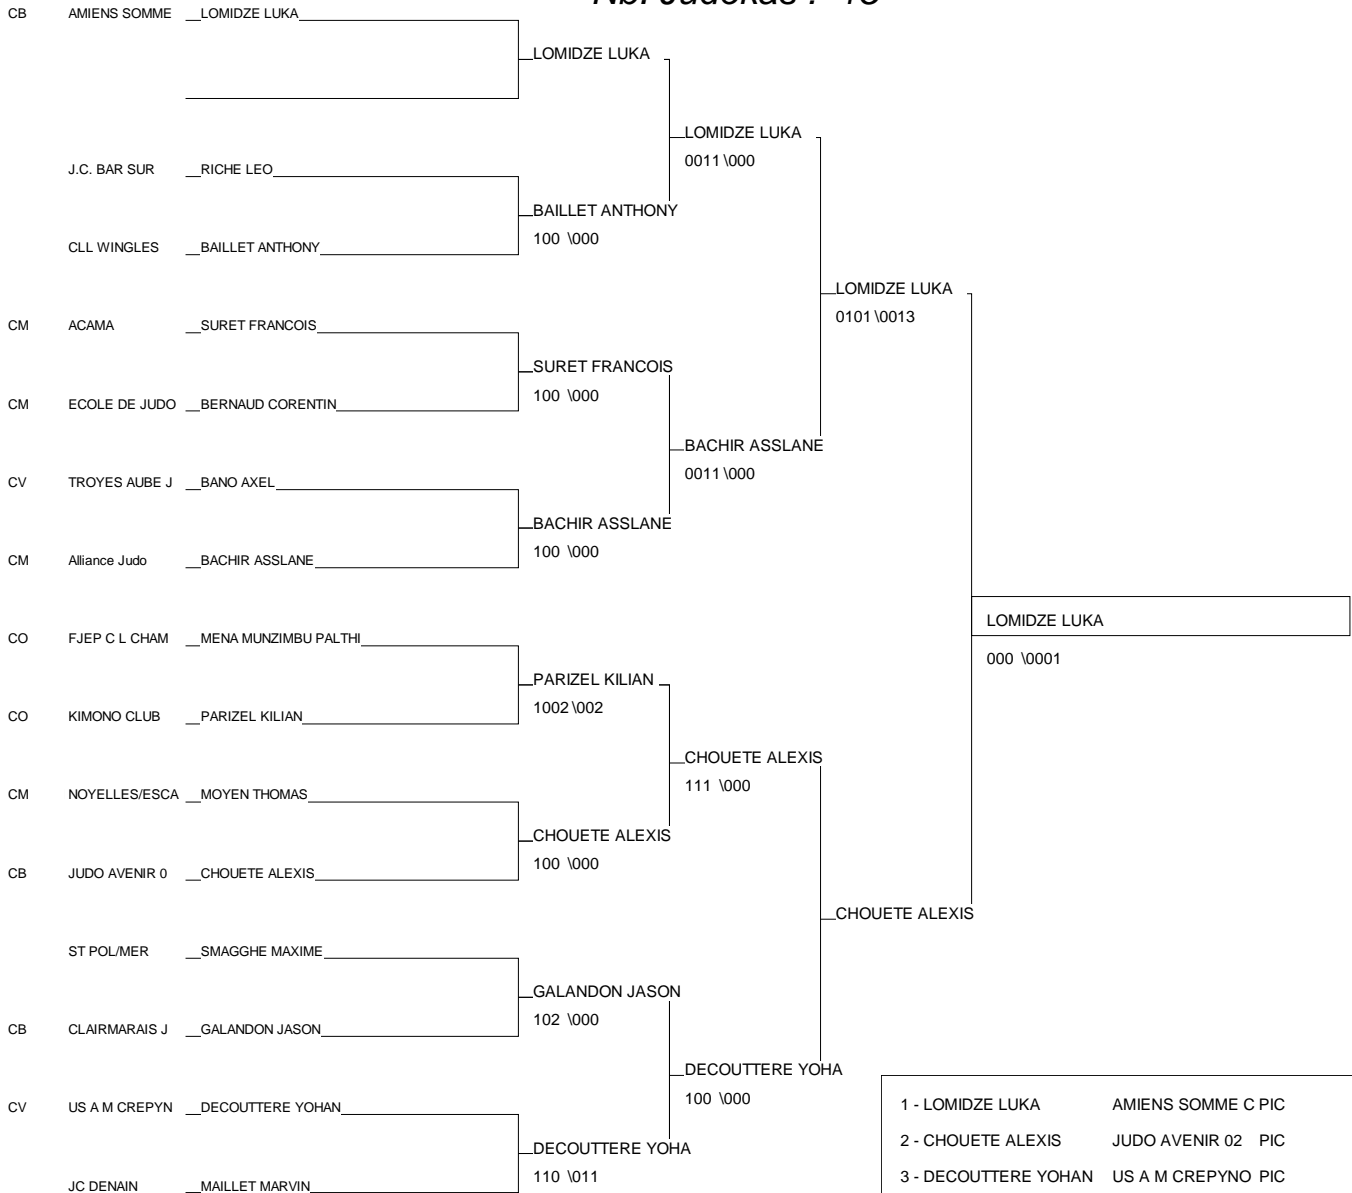 CB AMIENS SOMME LOMIDZE LUKA
LOMIDZE LUKA
LOMIDZE LUKA
0011 \000
J.C. BAR SUR RICHE LEO
BAILLET ANTHONY
100 \000
CLL WINGLES BAILLET ANTHONY
LOMIDZE LUKA
0101 \0013
CM ACAMA SURET FRANCOIS
SURET FRANCOIS
100 \000
CM ECOLE DE JUDO BERNAUD CORENTIN
BACHIR ASSLANE
0011 \000
CV TROYES AUBE J BANO AXEL
BACHIR ASSLANE
100 \000
CM Alliance Judo BACHIR ASSLANE
LOMIDZE LUKA
000 \0001
CO FJEP C L CHAM MENA MUNZIMBU PALTHI
PARIZEL KILIAN
1002 \002
CO KIMONO CLUB PARIZEL KILIAN
CHOUETE ALEXIS
111 \000
CM NOYELLES/ESCA MOYEN THOMAS
CHOUETE ALEXIS
100 \000
CB JUDO AVENIR 0 CHOUETE ALEXIS
CHOUETE ALEXIS
ST POL/MER SMAGGHE MAXIME
GALANDON JASON
102 \000
CB CLAIRMARAIS J GALANDON JASON
DECOUTTERE YOHA
100 \000
CV US A M CREPYN DECOUTTERE YOHAN
DECOUTTERE YOHA
110 \011
JC DENAIN MAILLET MARVIN
1 - LOMIDZE LUKA AMIENS SOMME C PIC
2 - CHOUETE ALEXIS JUDO AVENIR 02 PIC
3 - DECOUTTERE YOHAN US A M CREPYNO PIC